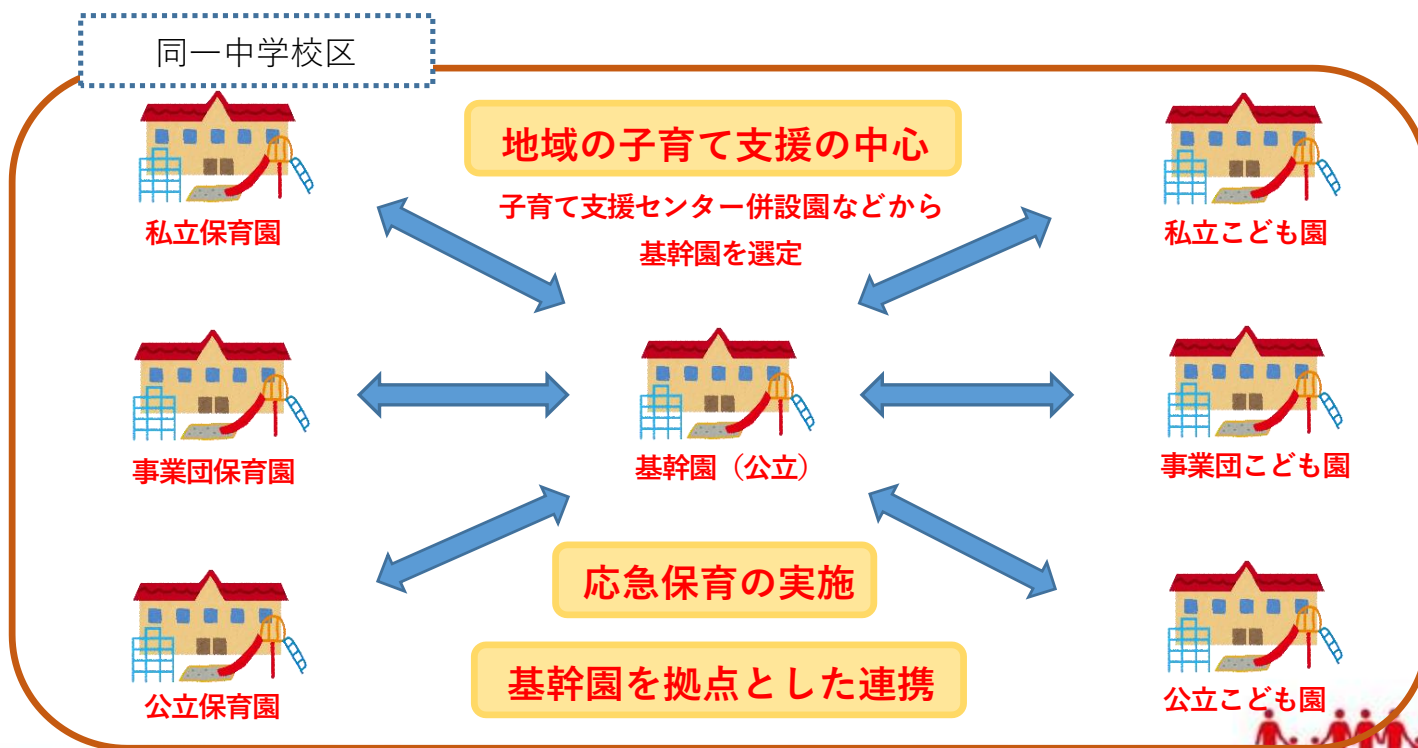 同一中学校区
地域の子育て支援の中心
子育て支援センター併設園などから
基幹園を選定
私立保育園
私立こども園
事業団保育園
基幹園（公立）
事業団こども園
応急保育の実施
基幹園を拠点とした連携
公立保育園
公立こども園